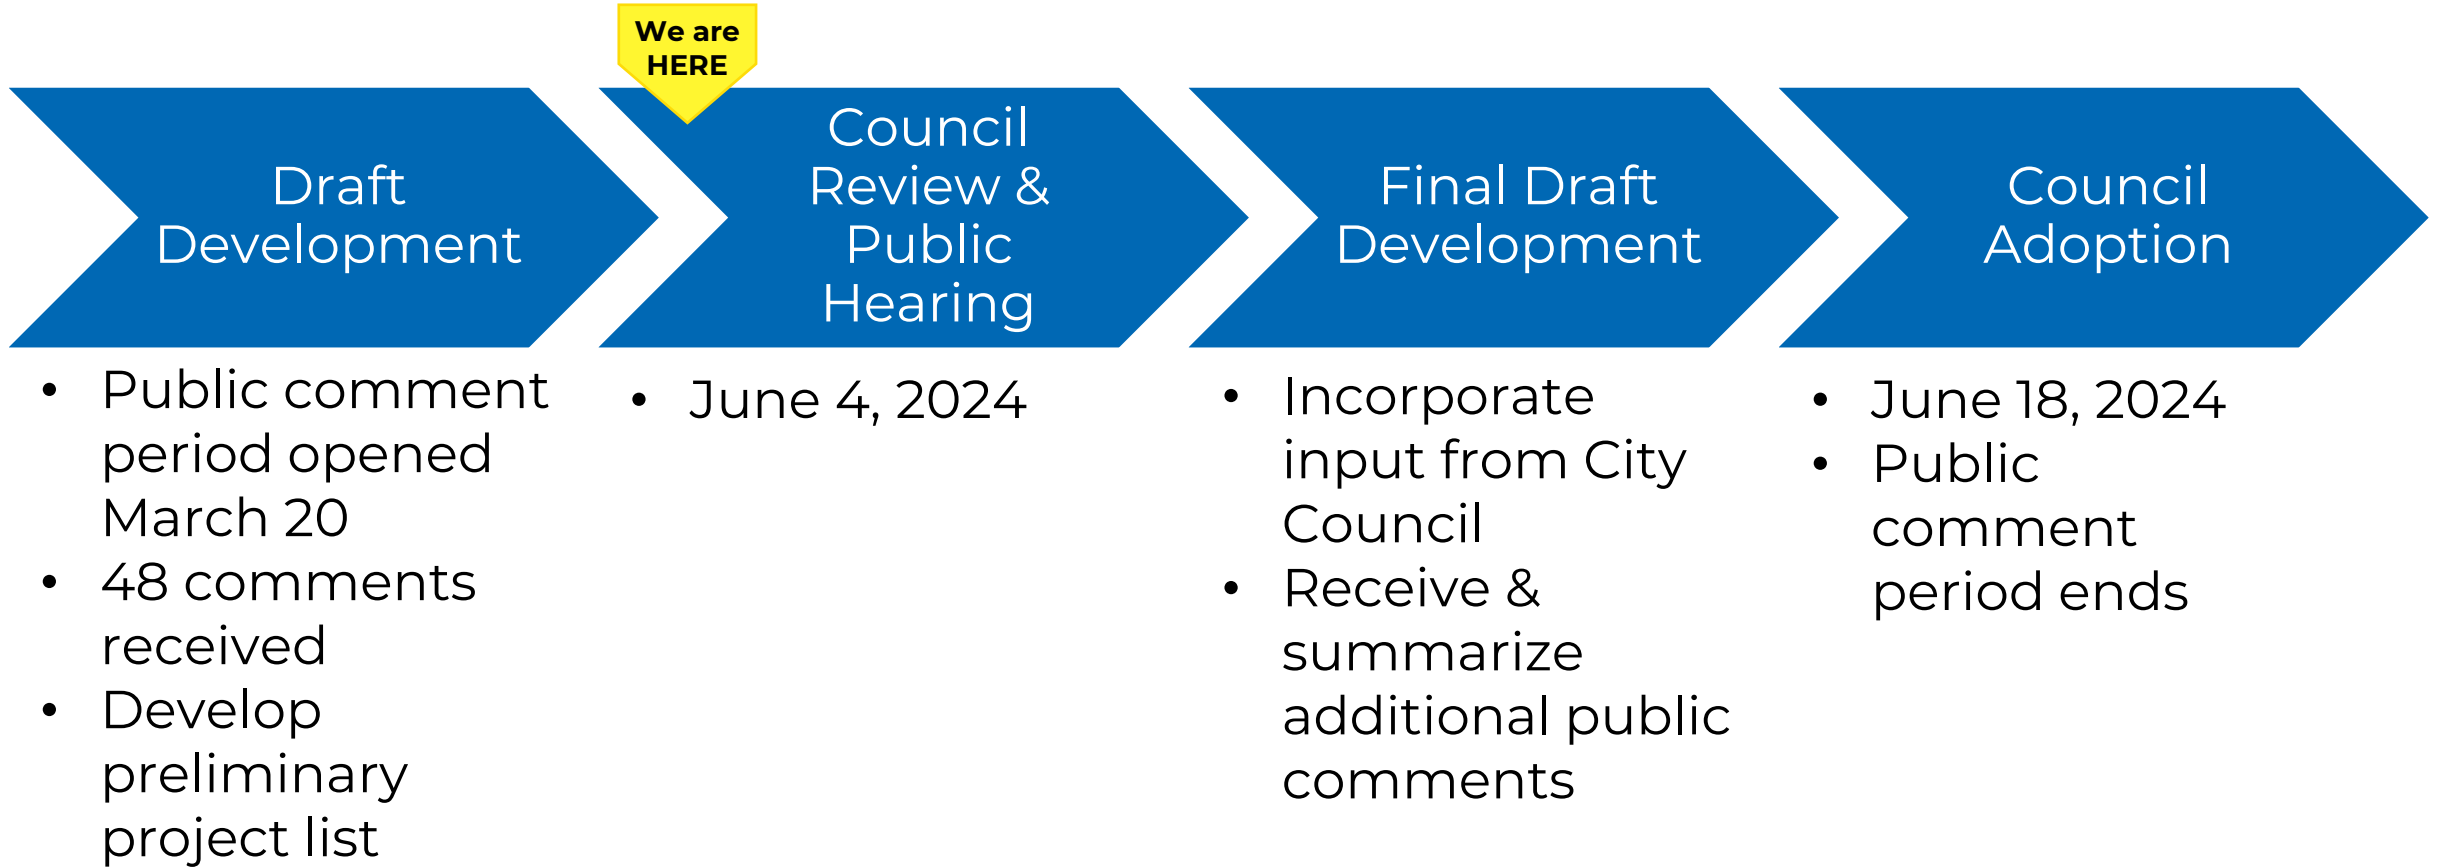 We are
HERE
Draft
Development
Council
Review &
Public
Hearing
Final Draft
Development
Council
Adoption
• Public comment
period opened
March 20
• 48 comments
received
• Develop
preliminary
project list
• June 4, 2024
• Incorporate
input from City
Council
• Receive &
summarize
additional public
comments
• June 18, 2024
• Public
comment
period ends